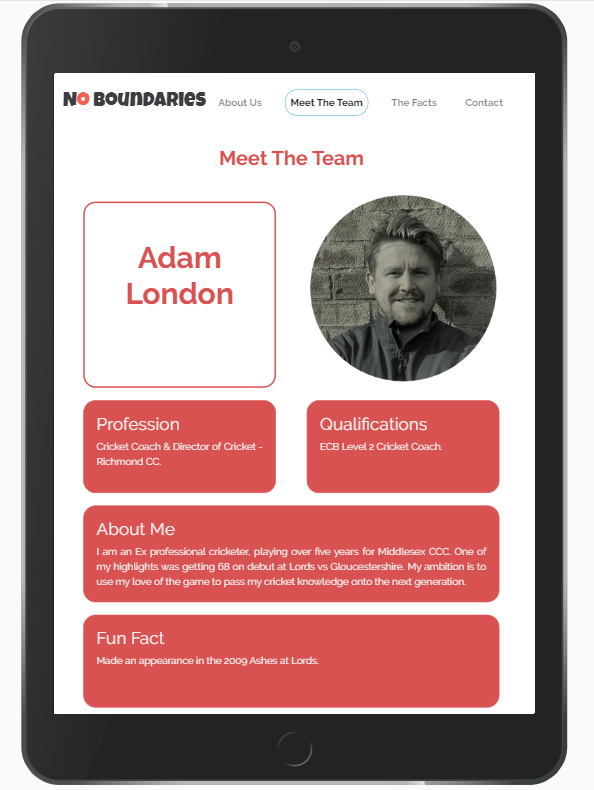 No Boundaries
About Us
Meet The Team
The Facts
Contact
Meet The Team
Adam
London
Profession
Cricket Coach & Director of Cricket -
Richmond CC.
Qualifications
ECB Level 2 Cricket Coach.
About Me
I am an Ex professional cricketer, playing over five years for Middlesex CCC. One of
my highlights was getting 68 on debut at Lords vs Gloucestershire. My ambition is to
use my love of the game to pass my cricket knowledge onto the next generation.
Fun Fact
Made an appearance in the 2009 Ashes at Lords.